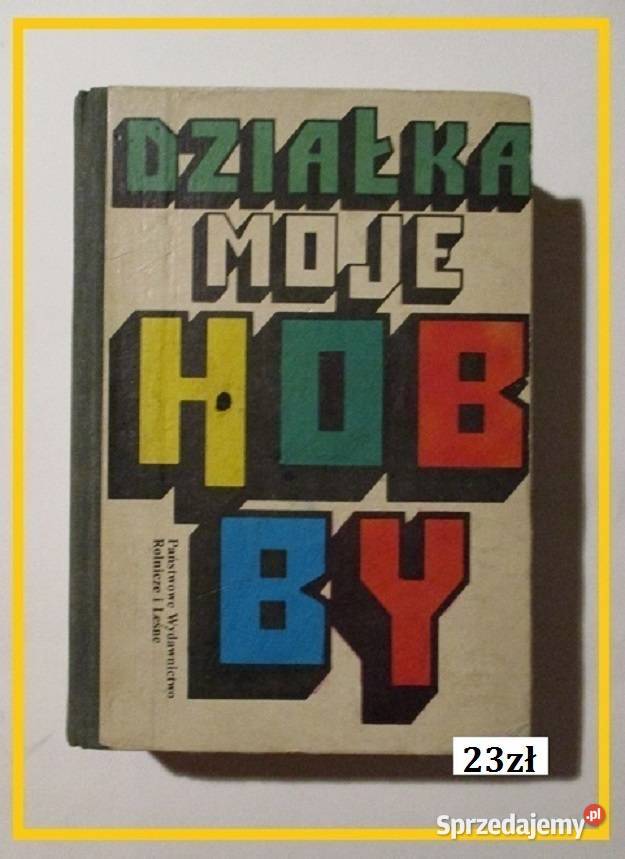 DZIAŁKA
MOJE
HOB
BY
Państwowe Wydawnictwo
Rolnicze i Leśne
23zł
Sprzedajemy.pl